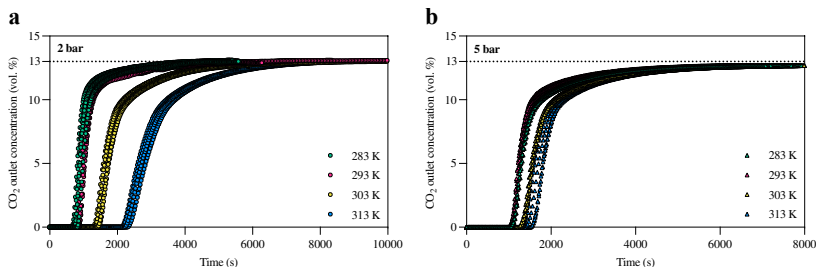 a
2 bar
CO2 outlet concentration (vol. %)
15
13
10
5
0
283 K
293 K
303 K
313 K
0
2000
4000
6000
8000
10000
Time (s)
b
5 bar
CO2 outlet concentration (vol. %)
15
13
10
5
0
283 K
293 K
303 K
313 K
0
2000
4000
6000
8000
Time (s)